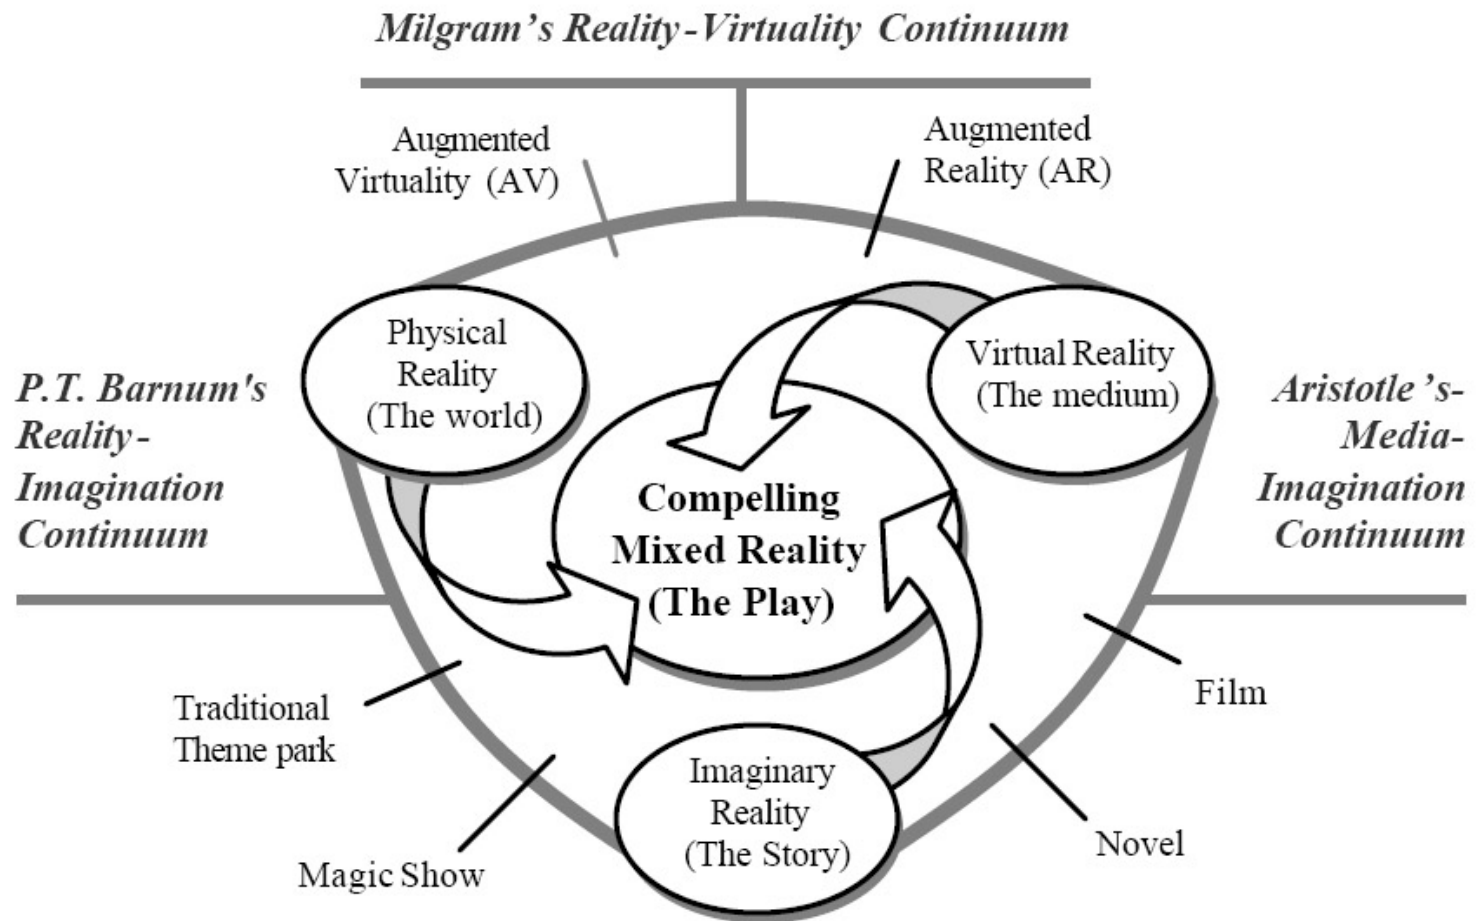 Milgram's Reality-Virtuality Continuum
Augmented
Virtuality (AV)
Augmented
Reality (AR)
Physical
Reality
(The world)
Virtual Reality
(The medium)
P.T. Barnum's
Reality-
Imagination
Continuum
Aristotle's-
Media-
Imagination
Continuum
Compelling
Mixed Reality
(The Play)
Traditional
Theme park
Film
Imaginary
Reality
(The Story)
Magic Show
Novel